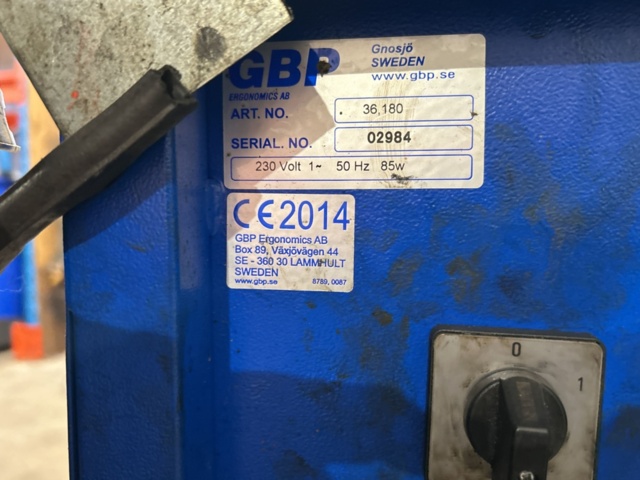 GBP
Gnosjö
SWEDEN
www.gbp.se
ERGONOMICS AB
ART. NO. 36,180
SERIAL. NO. 02984
230 Volt 1~ 50 Hz 85w
CE2014
GBP Ergonomics AB
Box 89, Växjövägen 44
SE - 360 30 LAMMHULT
SWEDEN
www.gbp.se 8789, 0087
0
1